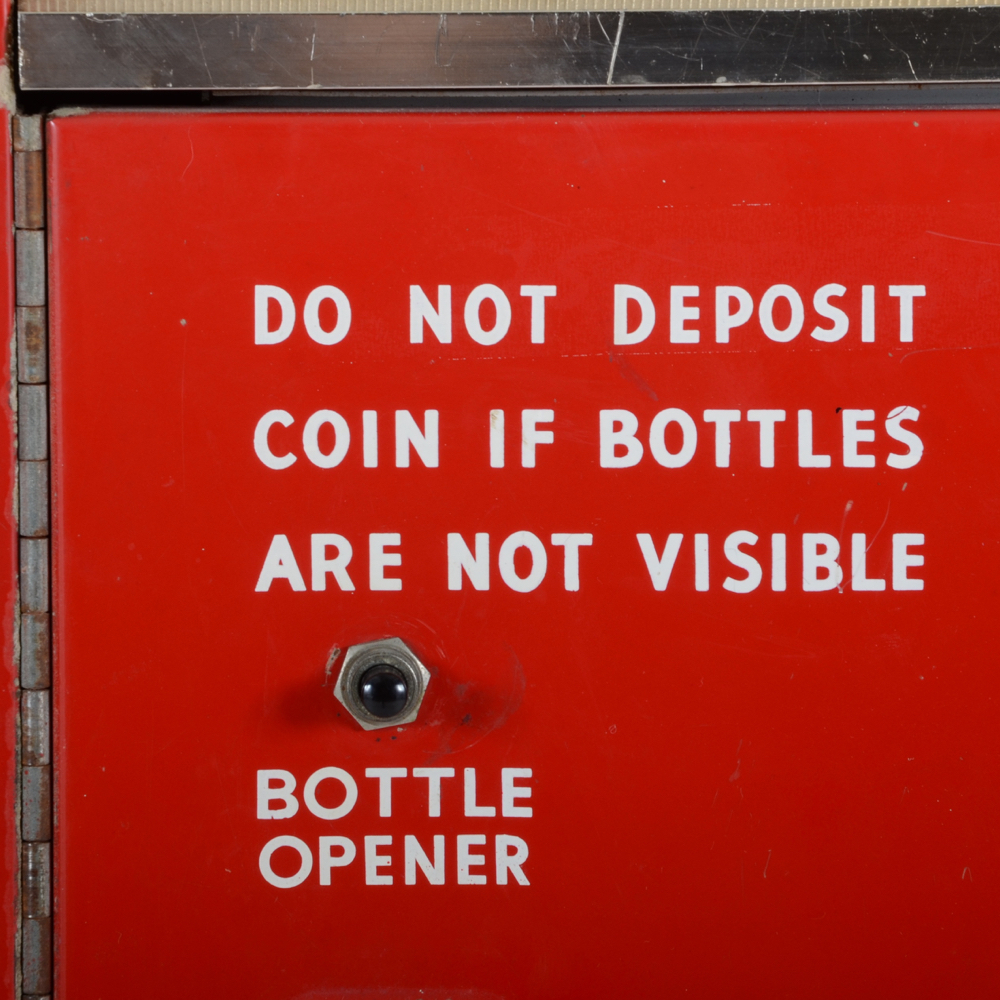 DO NOT DEPOSIT
COIN IF BOTTLES
ARE NOT VISIBLE
BOTTLE
OPENER